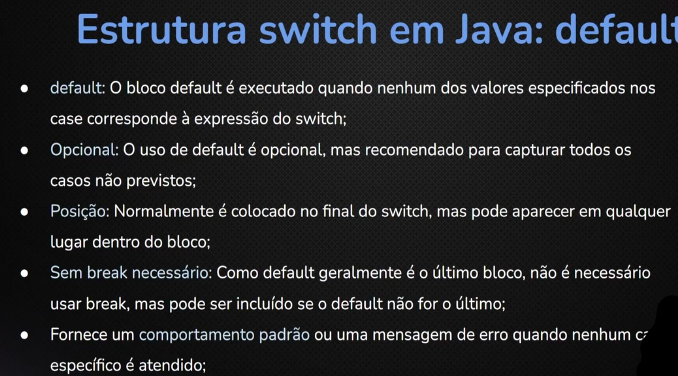 Estrutura switch em Java: default
● default: O bloco default é executado quando nenhum dos valores especificados nos
case corresponde à expressão do switch;
● Opcional: O uso de default é opcional, mas recomendado para capturar todos os
casos não previstos;
● Posição: Normalmente é colocado no final do switch, mas pode aparecer em qualquer
lugar dentro do bloco;
● Sem break necessário: Como default geralmente é o último bloco, não é necessário
usar break, mas pode ser incluído se o default não for o último;
● Fornece um comportamento padrão ou uma mensagem de erro quando nenhum
específico é atendido;